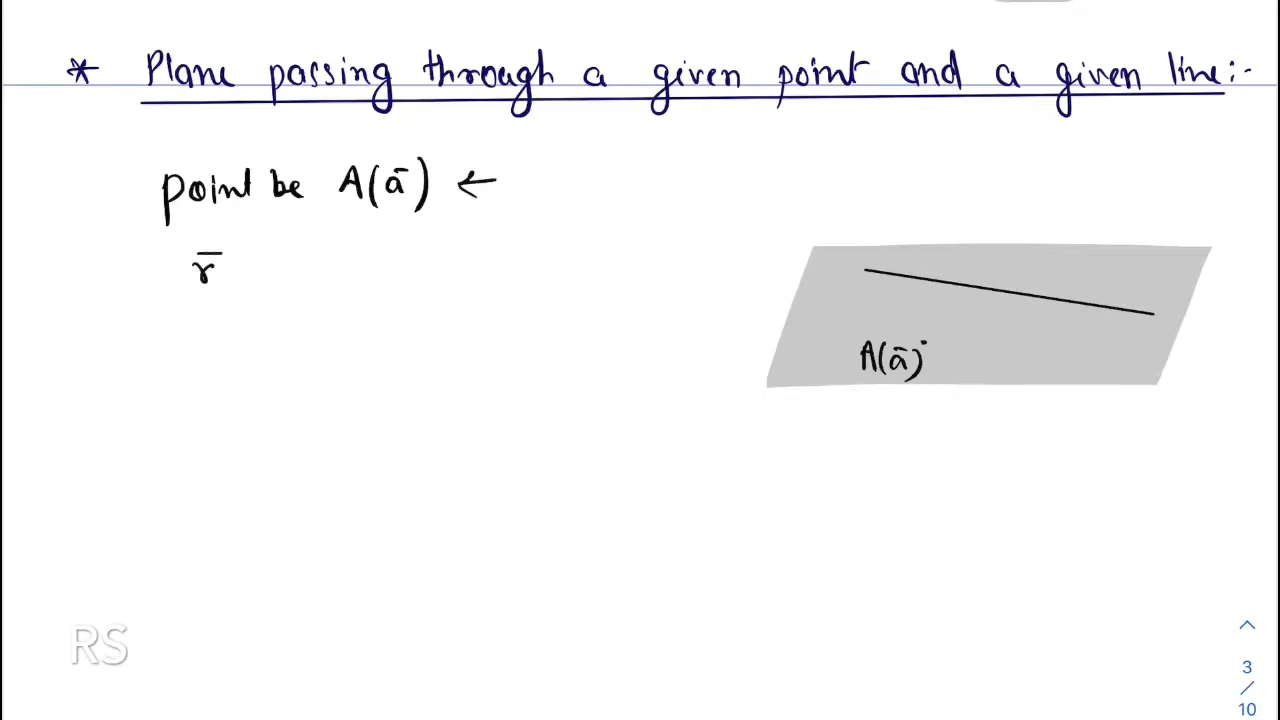 * Plane passing through a given point and a given line:-
point be A(ā) ←
r̄
A(ā)
RS
3
/
10